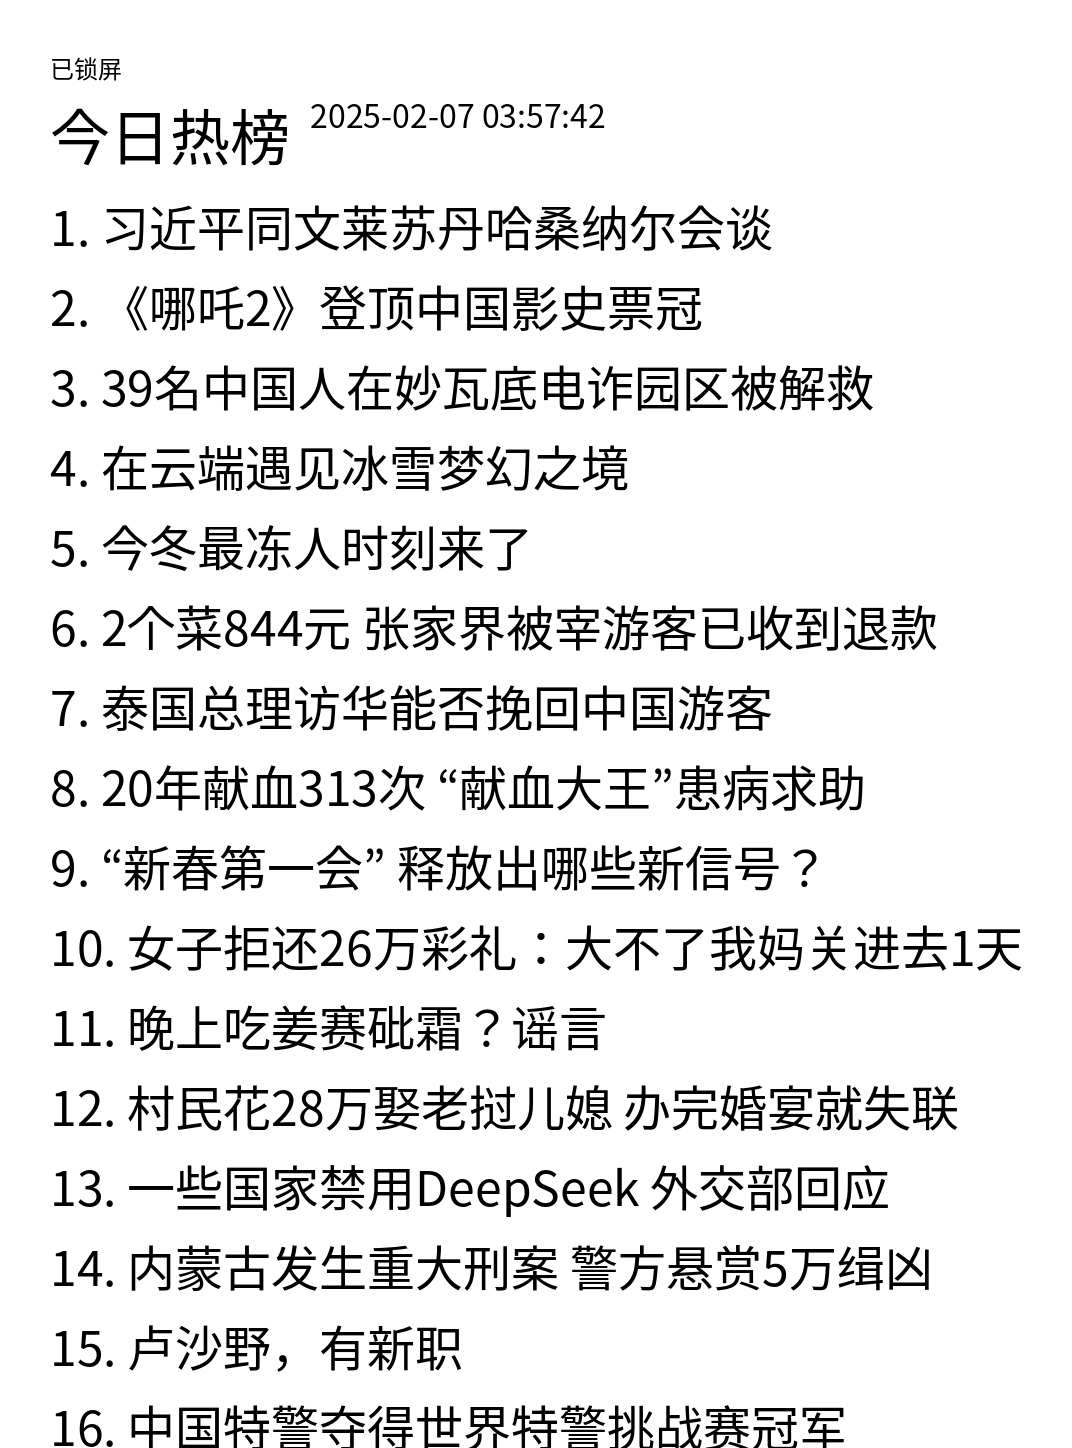 已锁屏
今日热榜 2025-02-07 03:57:42
1. 习近平同文莱苏丹哈桑纳尔会谈
2. 《哪吒2》登顶中国影史票冠
3. 39名中国人在妙瓦底电诈园区被解救
4. 在云端遇见冰雪梦幻之境
5. 今冬最冻人时刻来了
6. 2个菜844元 张家界被宰游客已收到退款
7. 泰国总理访华能否挽回中国游客
8. 20年献血313次 “献血大王”患病求助
9. “新春第一会” 释放出哪些新信号？
10. 女子拒还26万彩礼：大不了我妈关进去1天
11. 晚上吃姜赛砒霜？谣言
12. 村民花28万娶老挝儿媳 办完婚宴就失联
13. 一些国家禁用DeepSeek 外交部回应
14. 内蒙古发生重大刑案 警方悬赏5万缉凶
15. 卢沙野，有新职
16. 中国特警夺得世界特警挑战赛冠军